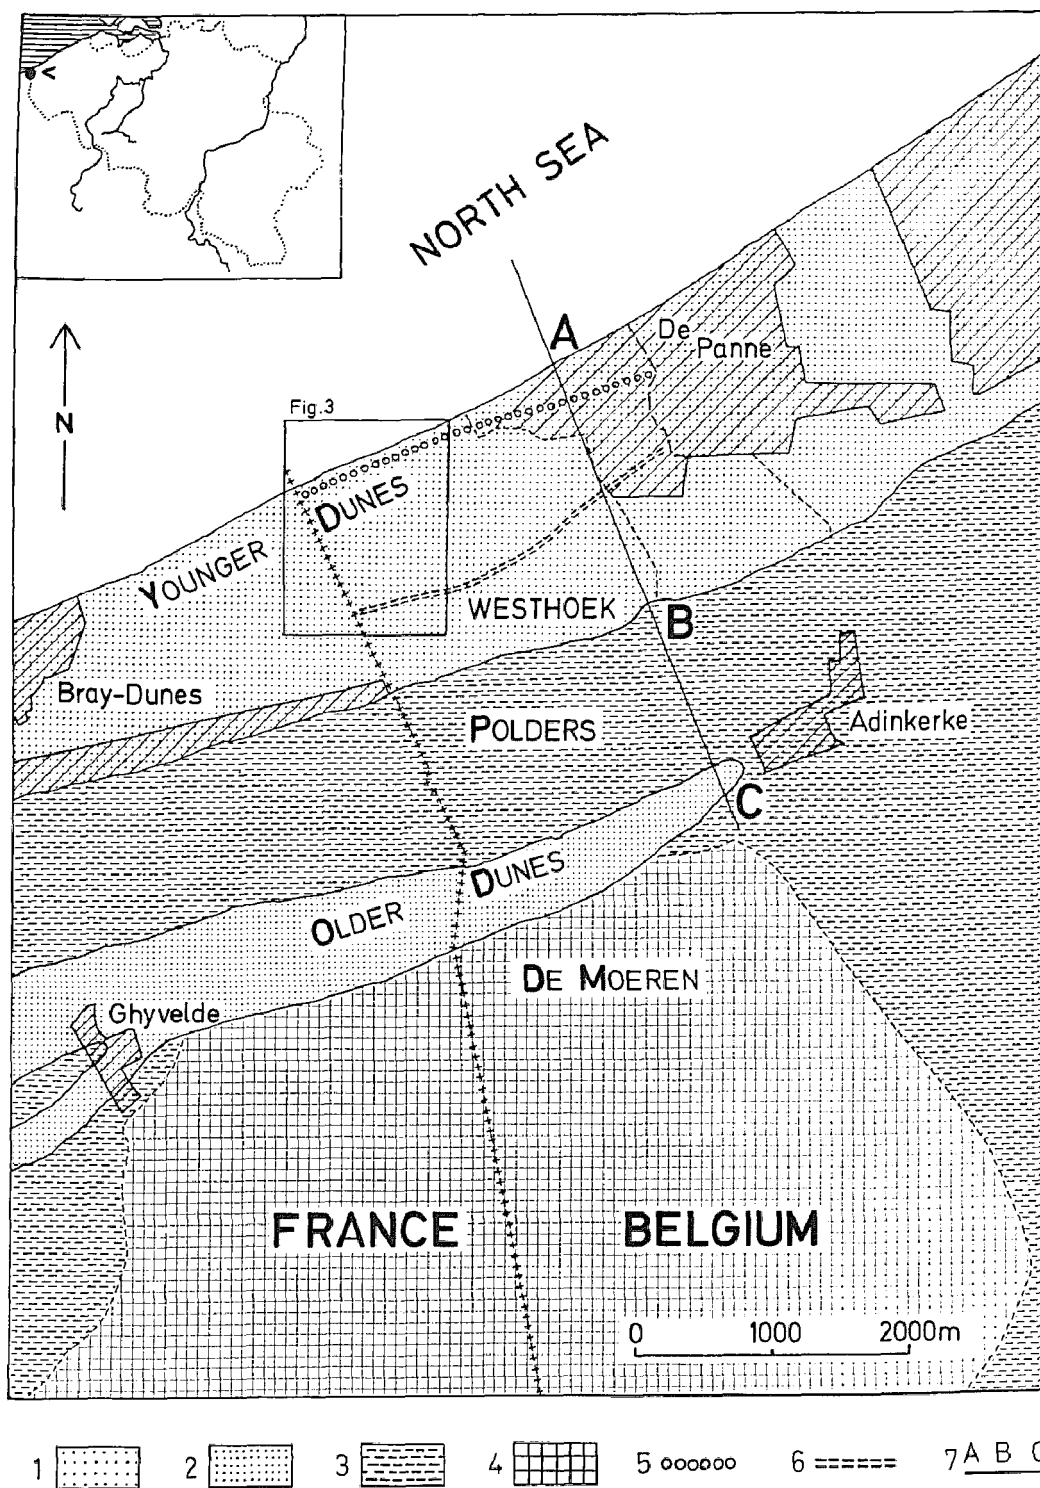 <
NORTH SEA
N
A
De
Panne
Fig.3
YOUNGER DUNES
WESTHOEK
B
Bray-Dunes
POLDERS
Adinkerke
C
OLDER DUNES
DE MOEREN
Ghyvelde
FRANCE
BELGIUM
0 1000 2000m
1 2 3 4 5 6 7 A B C